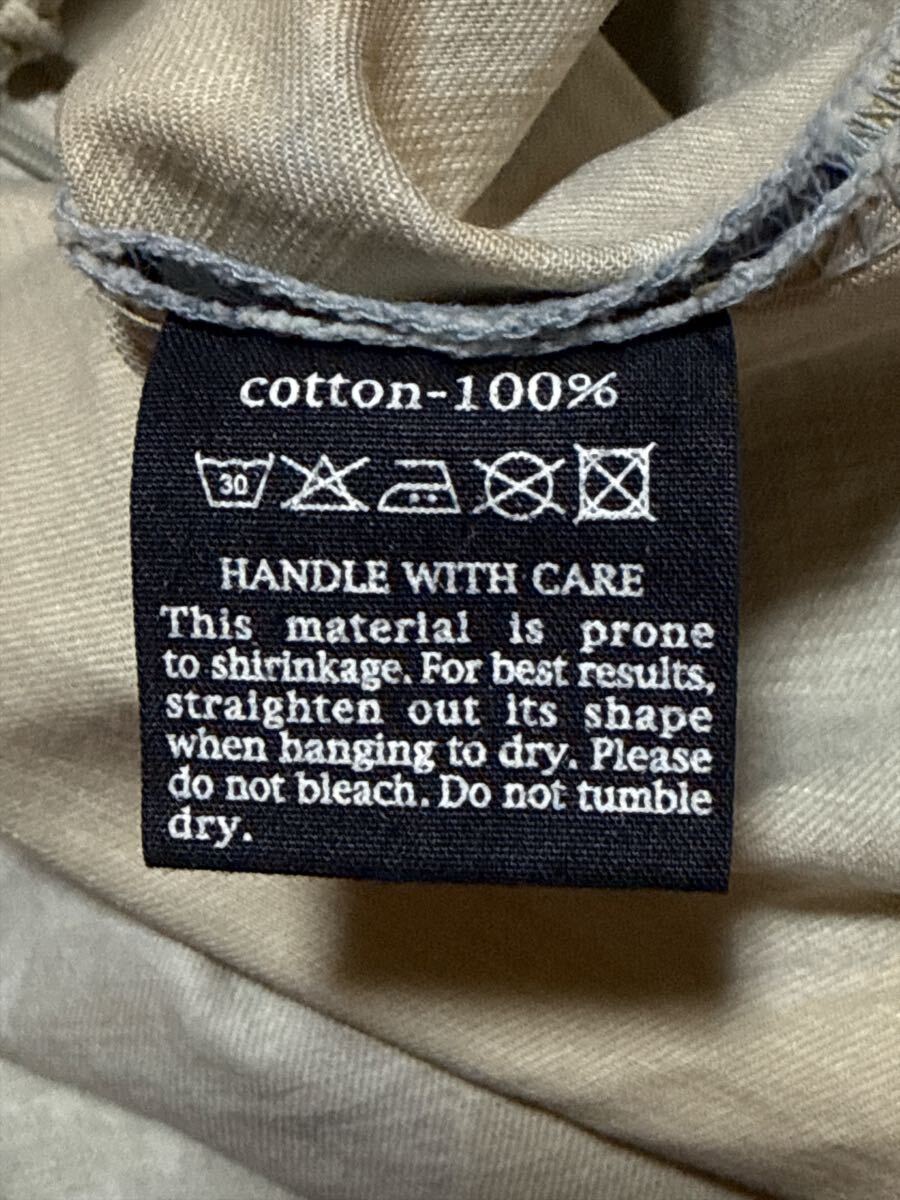 cotton-100%
30
HANDLE WITH CARE
This material is prone
to shirinkage. For best results,
straighten out its shape
when hanging to dry. Please
do not bleach. Do not tumble
dry.